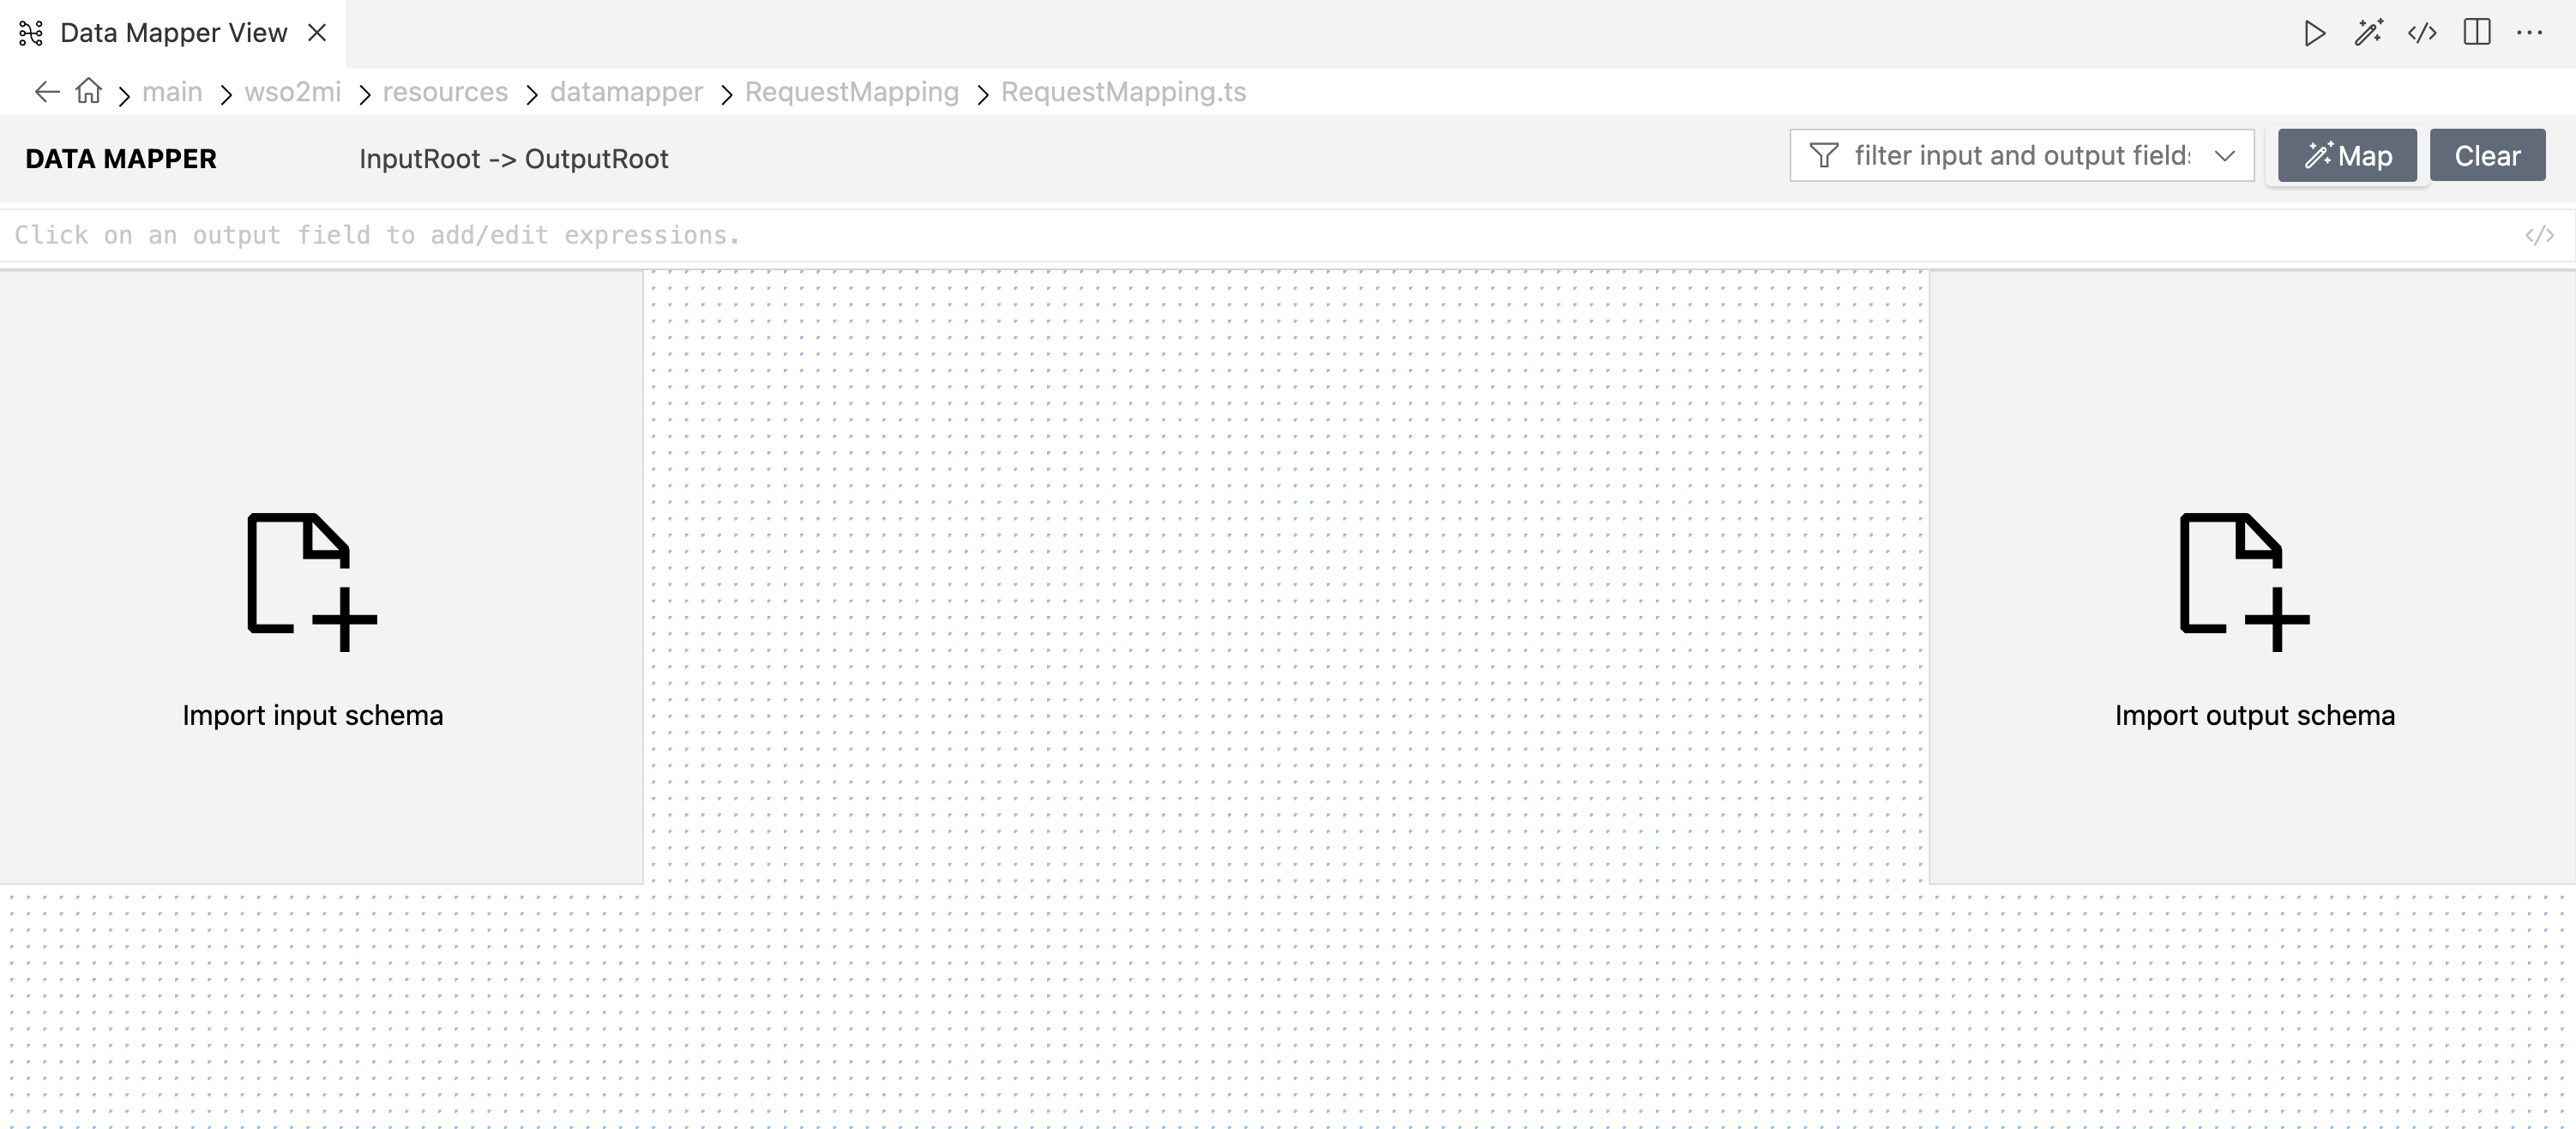 Data Mapper View
main > wso2mi > resources > datamapper > RequestMapping > RequestMapping.ts
DATA MAPPER InputRoot -> OutputRoot filter input and output field Map Clear
Click on an output field to add/edit expressions.
Import input schema Import output schema